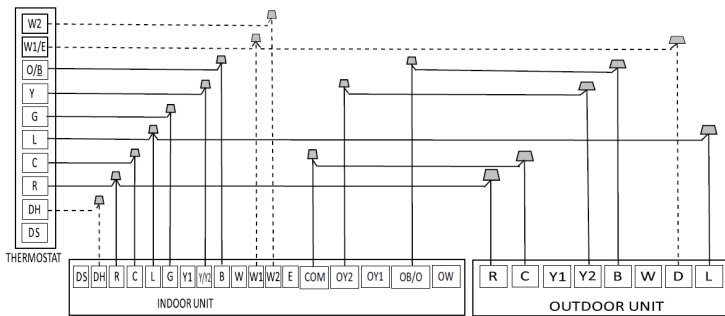 W2
W1/E
O/B
Y
G
L
C
R
DH
DS
THERMOSTAT
DS DH R C L G Y1 Y/Y2 B W W1 W2 E COM OY2 OY1 OB/O OW
INDOOR UNIT
R C Y1 Y2 B W D L
OUTDOOR UNIT